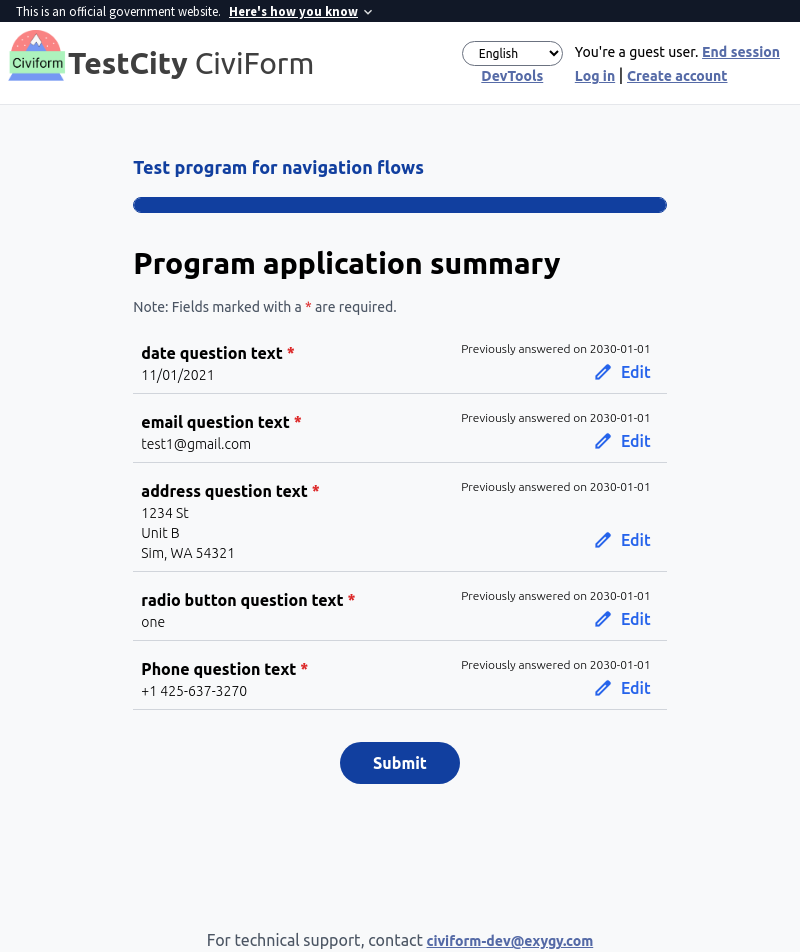 This is an official government website. Here's how you know
Civiform
TestCity CiviForm
English
DevTools
You're a guest user. End session
Log in | Create account
Test program for navigation flows
Program application summary
Note: Fields marked with a * are required.
date question text *
Previously answered on 2030-01-01
11/01/2021
Edit
email question text *
Previously answered on 2030-01-01
test1@gmail.com
Edit
address question text *
Previously answered on 2030-01-01
1234 St
Unit B
Sim, WA 54321
Edit
radio button question text *
Previously answered on 2030-01-01
one
Edit
Phone question text *
Previously answered on 2030-01-01
+1 425-637-3270
Edit
Submit
For technical support, contact civiform-dev@exygy.com